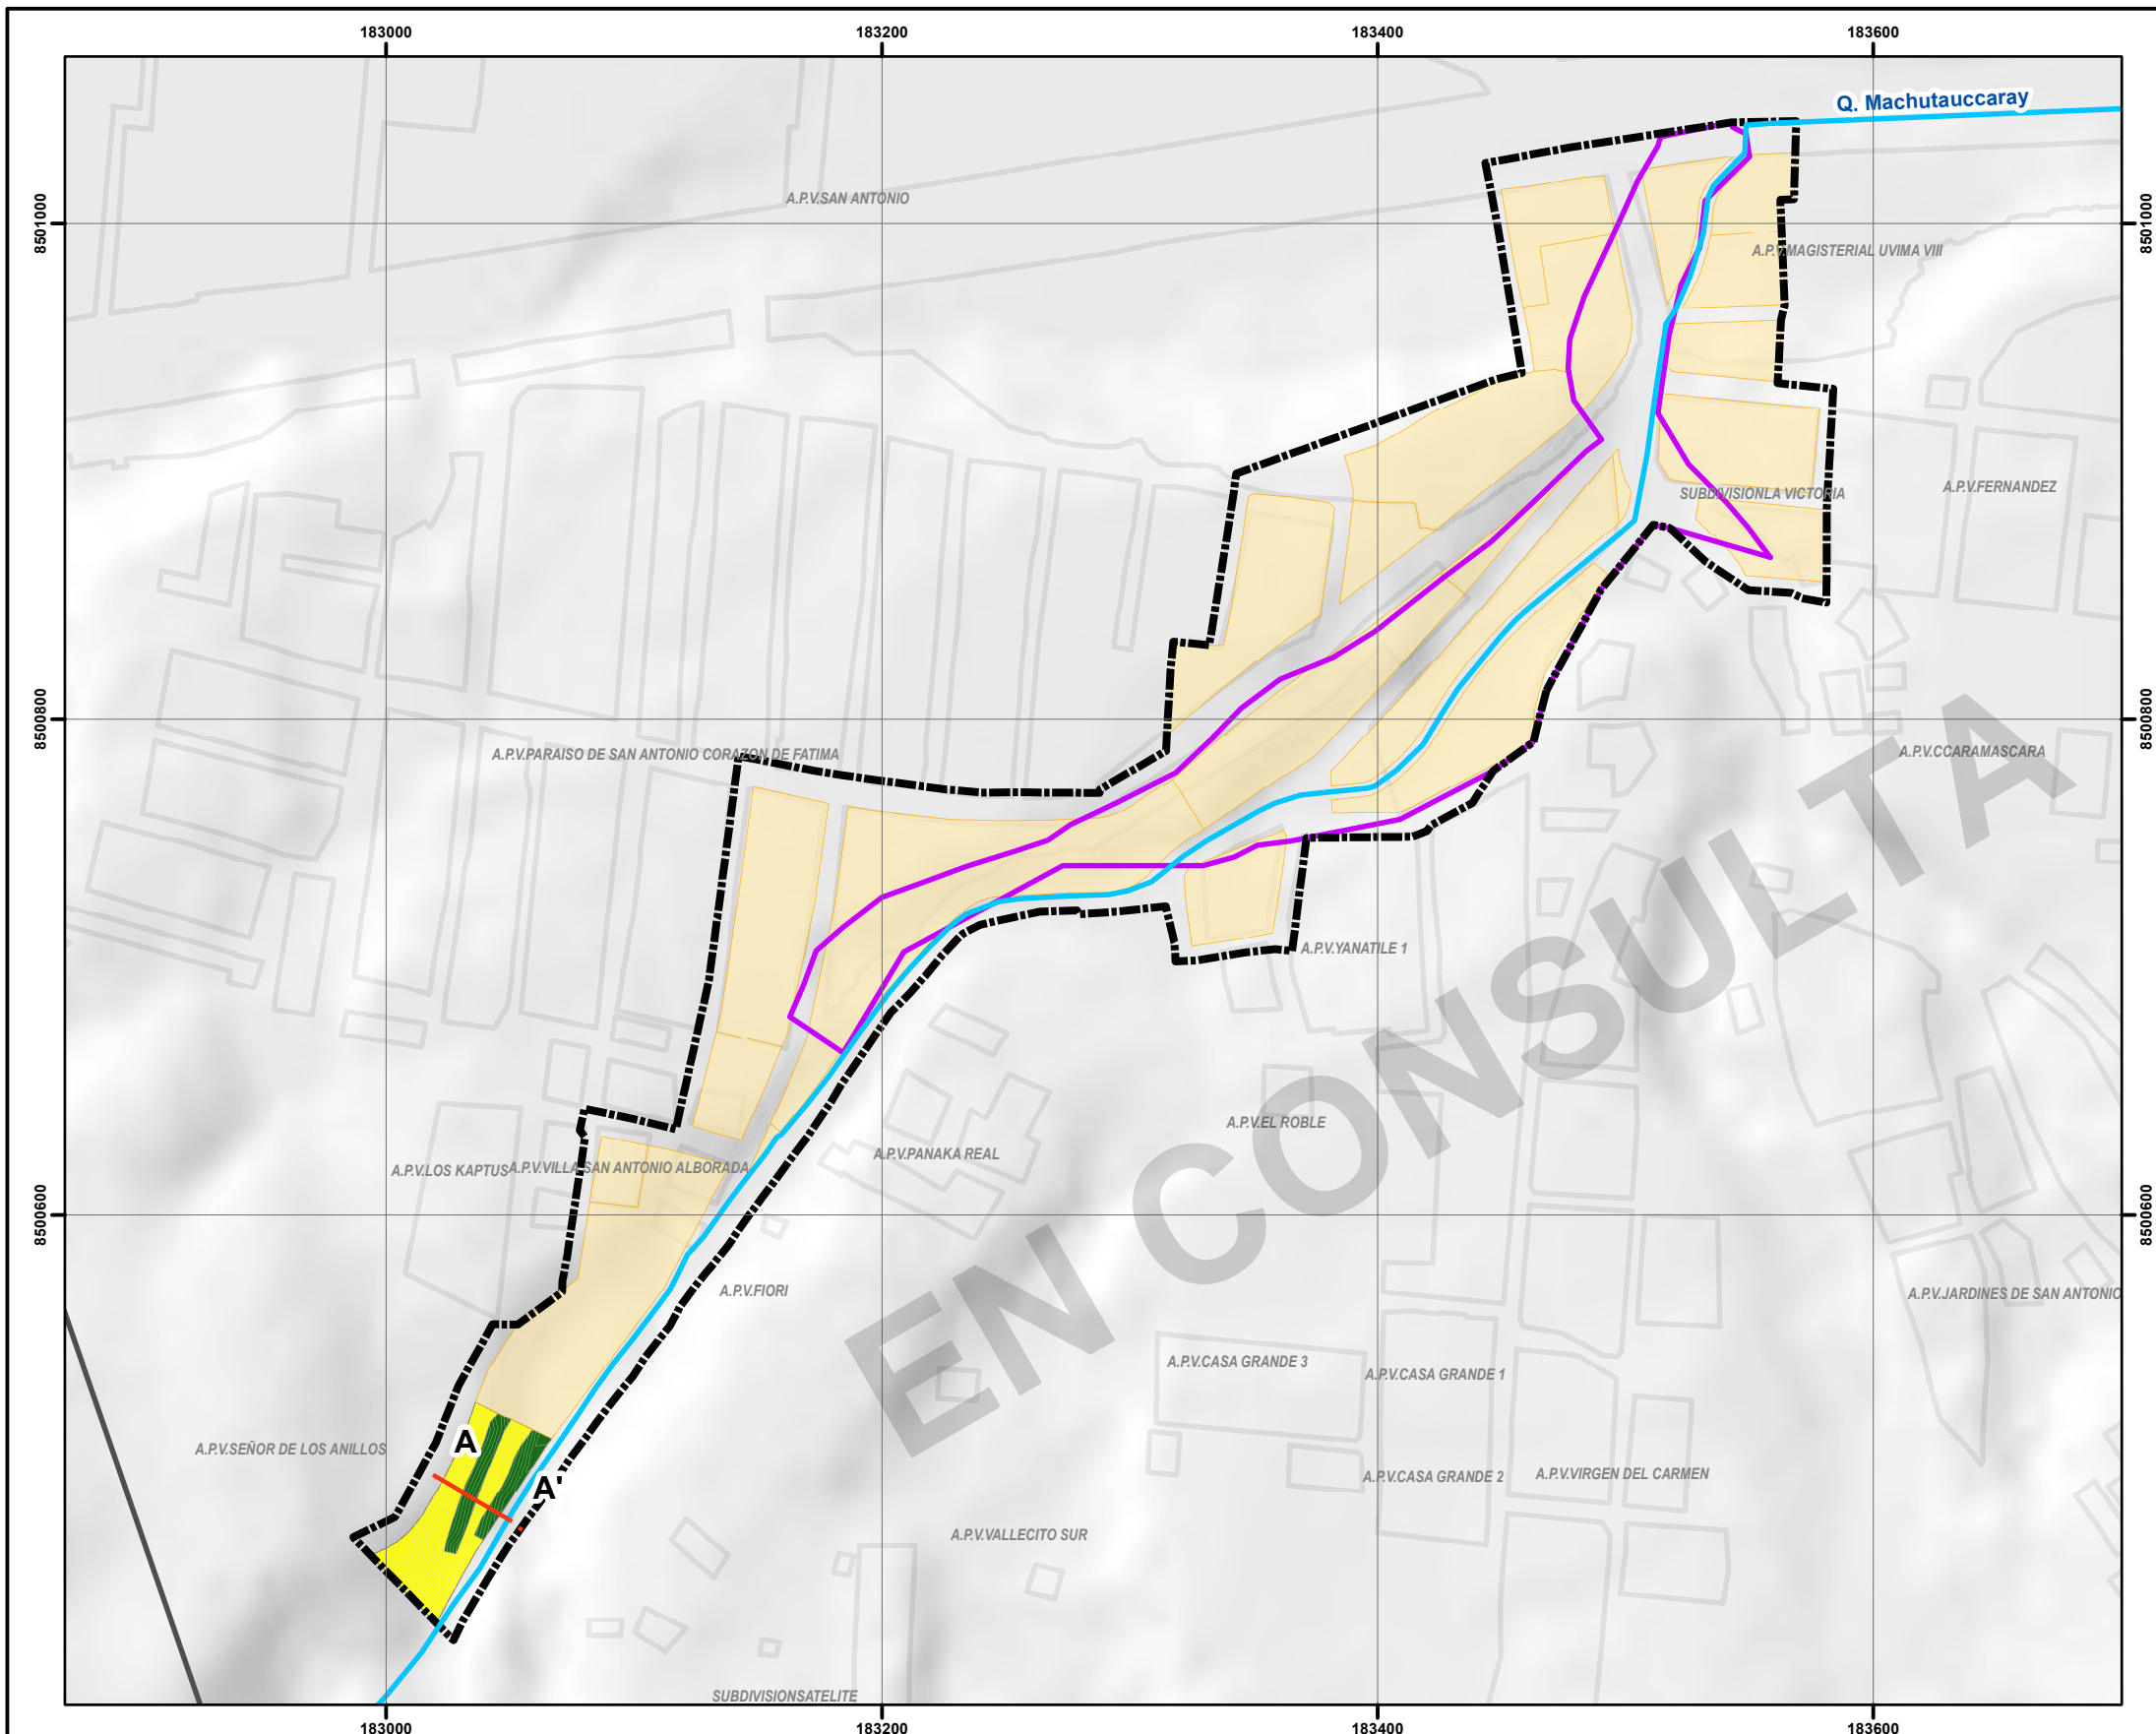 183000
183200
183400
183600
Q. Machutauccaray
A.P.V.SAN ANTONIO
8501000
8501000
A.P.V.MAGISTERIAL UVIMA VIII
A.P.V.FERNANDEZ
SUBDIVISIONLA VICTORIA
8500800
8500800
A.P.V.PARAISO DE SAN ANTONIO CORAZON DE FATIMA
A.P.V.CCARAMASCARA
A.P.V.YANATILE 1
EN CONSULTA
A.P.V.EL ROBLE
A.P.V.PANAKA REAL
A.P.V.LOS KAPTUS
A.P.V.VILLA SAN ANTONIO ALBORADA
8500600
8500600
A.P.V.FIORI
A.P.V.JARDINES DE SAN ANTONIO
A.P.V.CASA GRANDE 3
A.P.V.CASA GRANDE 1
A.P.V.SEÑOR DE LOS ANILLOS
A
A'
A.P.V.CASA GRANDE 2
A.P.V.VIRGEN DEL CARMEN
A.P.V.VALLECITO SUR
SUBDIVISIONSATELITE
183000
183200
183400
183600